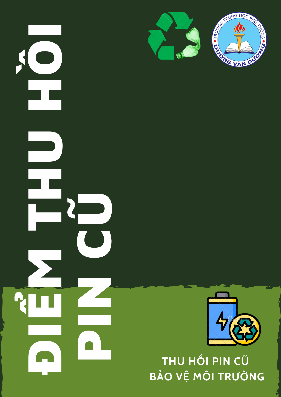 ĐIỂM THU HỒI
PIN CŨ
THU HỒI PIN CŨ
BẢO VỆ MÔI TRƯỜNG